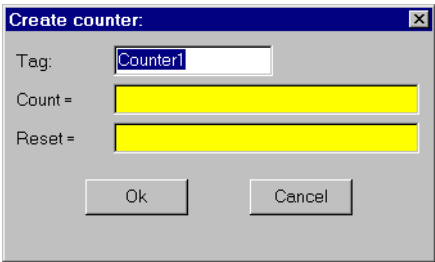 Create counter:
Tag: Counter1
Count =
Reset =
Ok Cancel